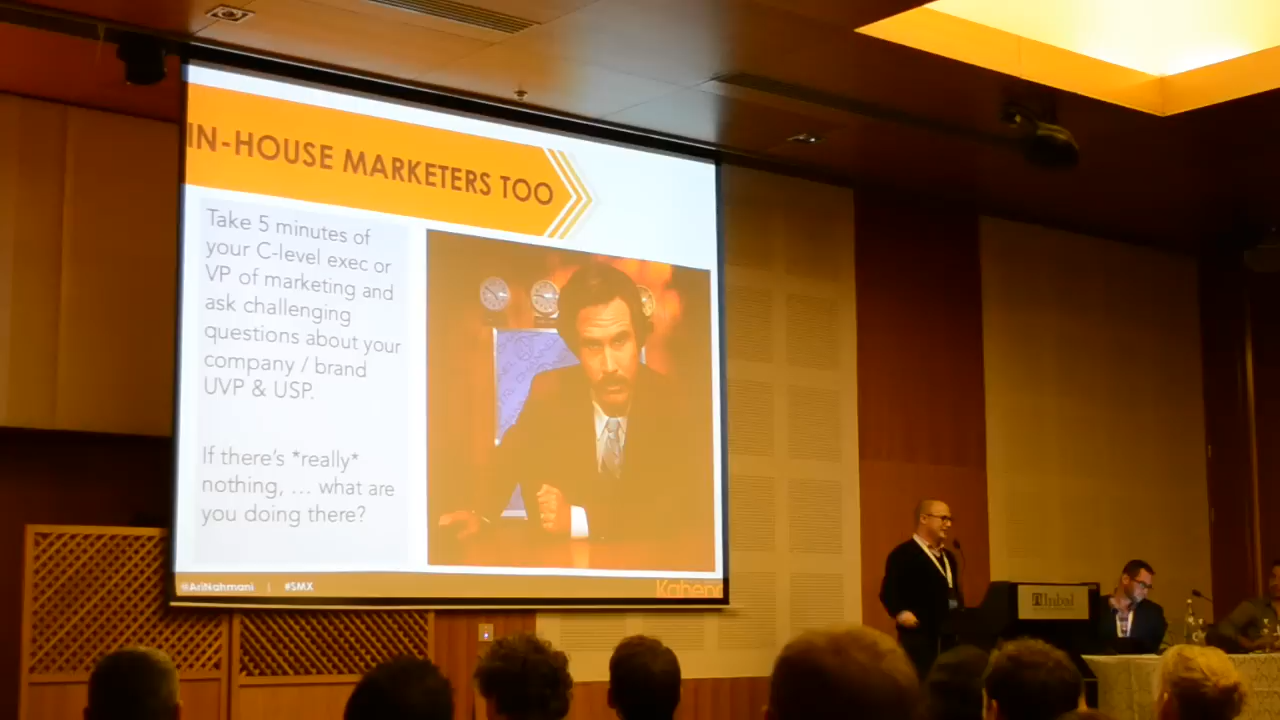 IN-HOUSE MARKETERS TOO
Take 5 minutes of
your C-level exec or
VP of marketing and
ask challenging
questions about your
company / brand
UVP & USP.
If there's *really*
nothing, ... what are
you doing there?
@AriNahmani | #SMX
Inbal